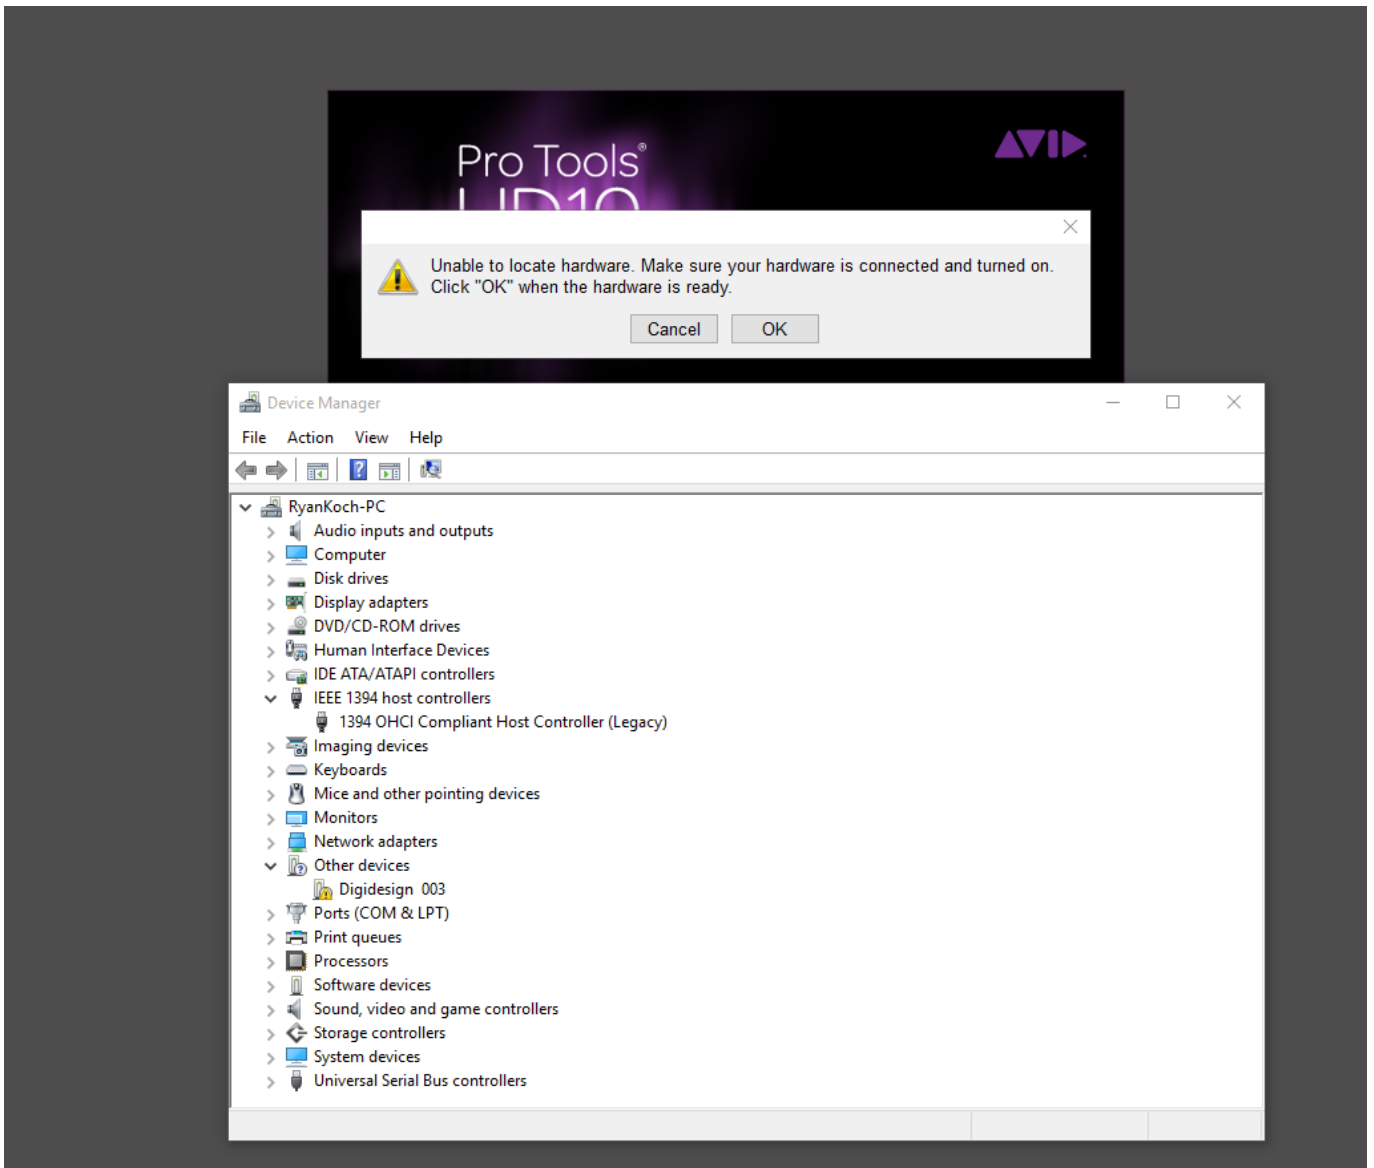 Pro Tools®
HD10
AVID
Unable to locate hardware. Make sure your hardware is connected and turned on.
Click "OK" when the hardware is ready.
Cancel OK
Device Manager
File Action View Help
RyanKoch-PC
Audio inputs and outputs
Computer
Disk drives
Display adapters
DVD/CD-ROM drives
Human Interface Devices
IDE ATA/ATAPI controllers
IEEE 1394 host controllers
1394 OHCI Compliant Host Controller (Legacy)
Imaging devices
Keyboards
Mice and other pointing devices
Monitors
Network adapters
Other devices
Digidesign  003
Ports (COM & LPT)
Print queues
Processors
Software devices
Sound, video and game controllers
Storage controllers
System devices
Universal Serial Bus controllers